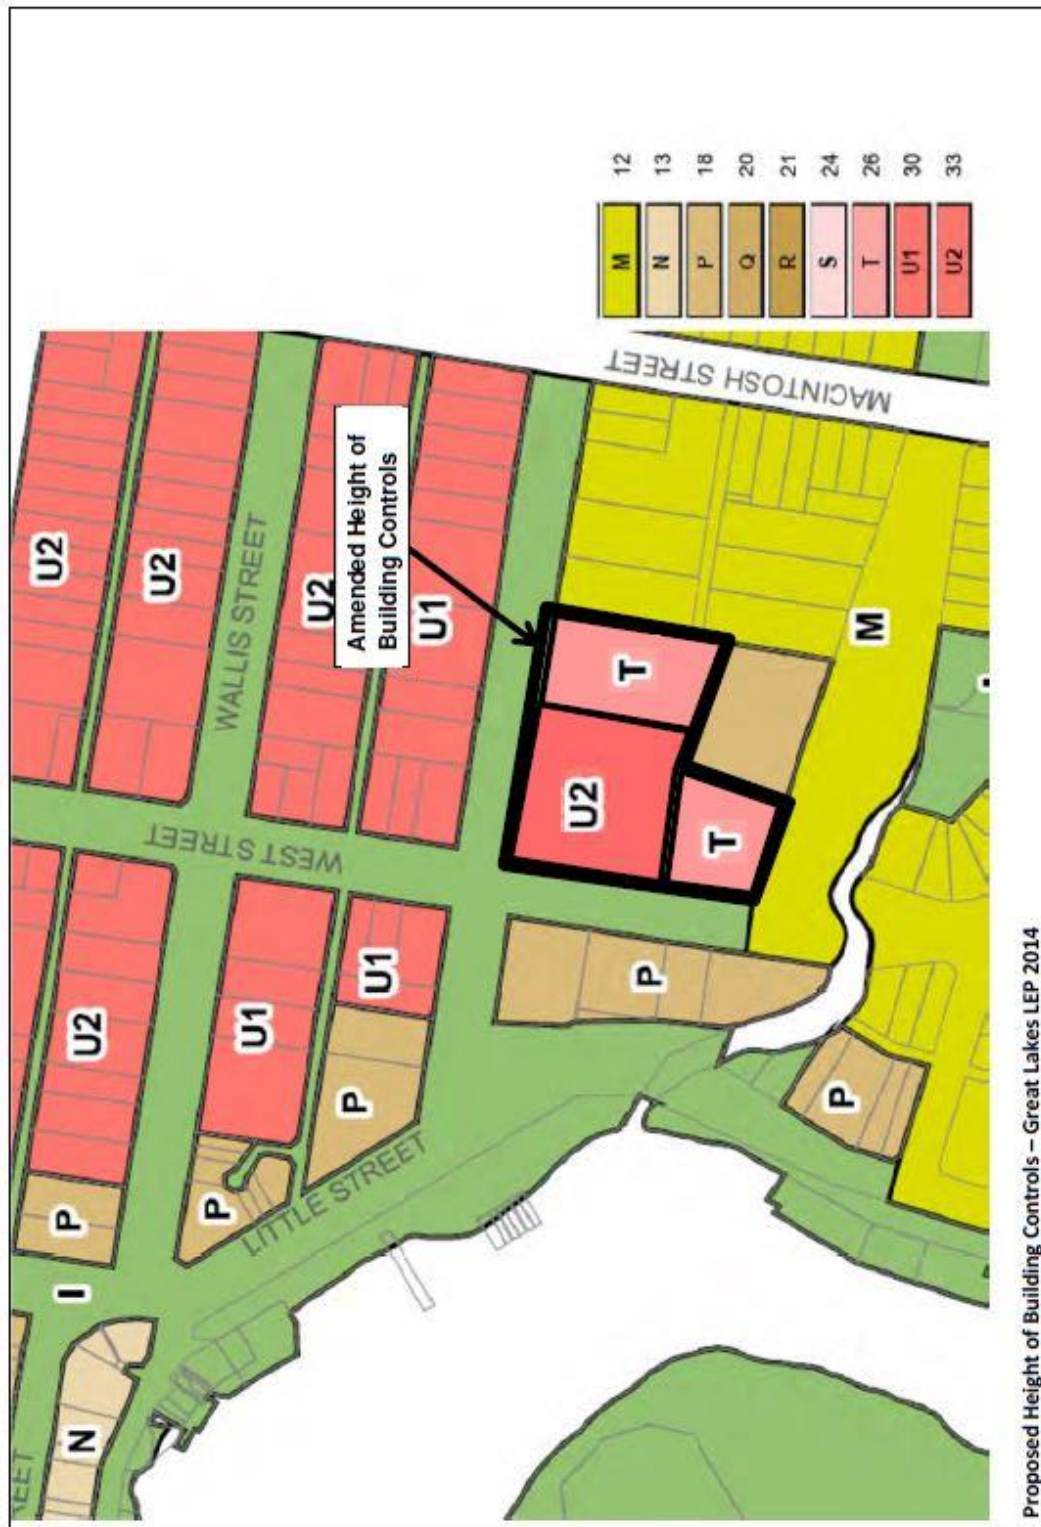 REET
U2
N
I
P
U2
U2
P
WALLIS STREET
WEST STREET
U1
U2
LITTLE STREET
P
U1
Amended Height of
Building Controls
U1
U2
T
P
T
MACINTOSH STREET
P
M
M 12
N 13
P 18
Q 20
R 21
S 24
T 26
U1 30
U2 33
Proposed Height of Building Controls – Great Lakes LEP 2014